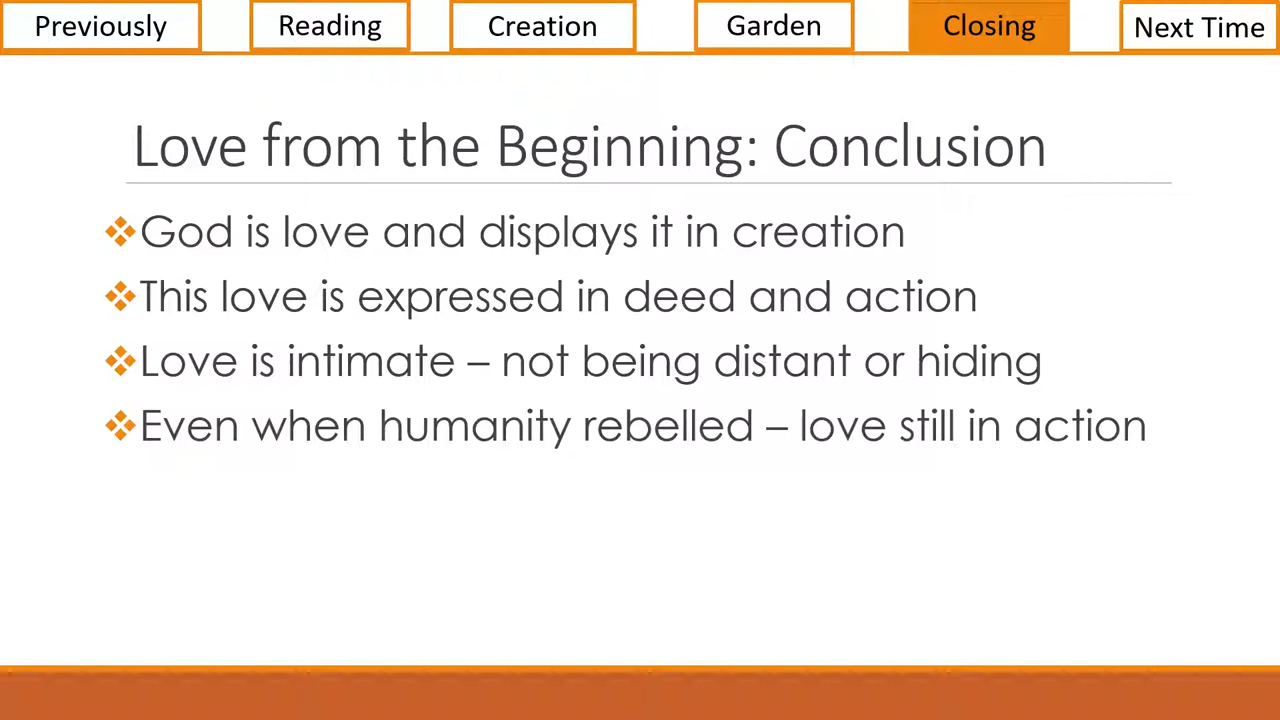 Previously Reading Creation Garden Closing Next Time
Love from the Beginning: Conclusion
God is love and displays it in creation
This love is expressed in deed and action
Love is intimate – not being distant or hiding
Even when humanity rebelled – love still in action